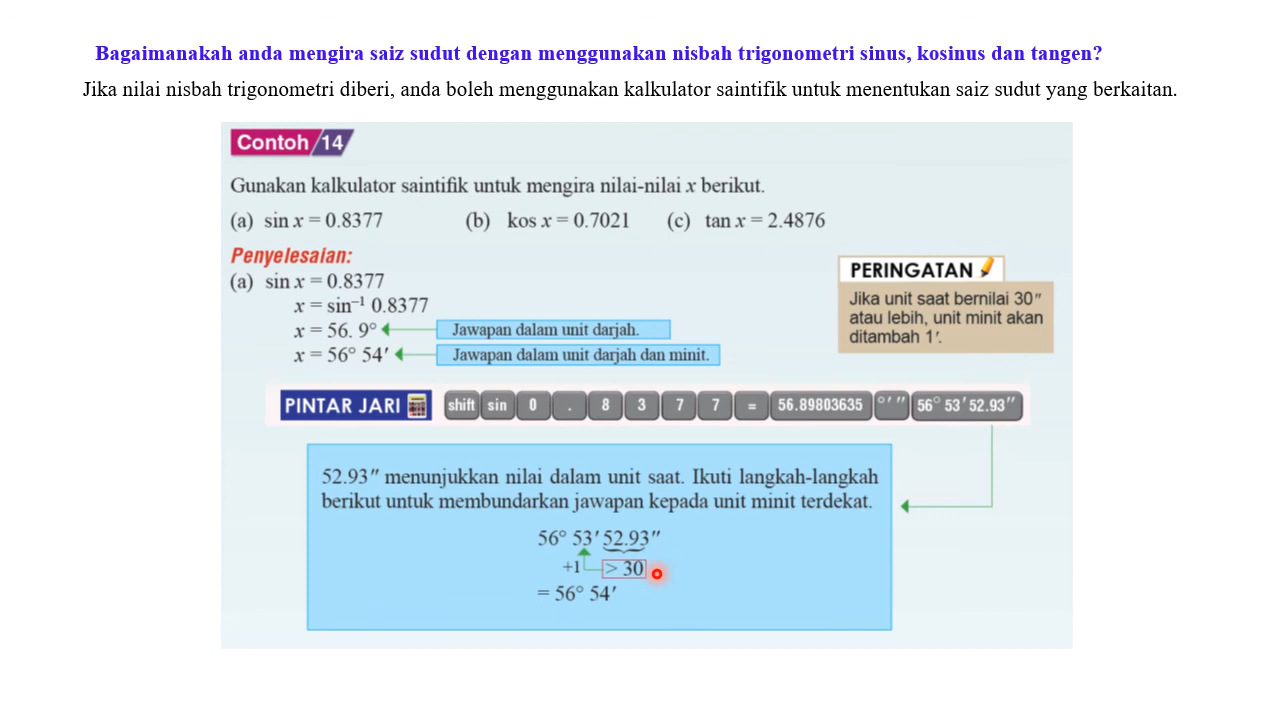 Bagaimanakah anda mengira saiz sudut dengan menggunakan nisbah trigonometri sinus, kosinus dan tangen?
Jika nilai nisbah trigonometri diberi, anda boleh menggunakan kalkulator saintifik untuk menentukan saiz sudut yang berkaitan.
Contoh 14
Gunakan kalkulator saintifik untuk mengira nilai-nilai x berikut.
(a) sin x = 0.8377 (b) kos x = 0.7021 (c) tan x = 2.4876
Penyelesaian:
(a) sin x = 0.8377
x = sin⁻¹ 0.8377
x = 56. 9° Jawapan dalam unit darjah.
x = 56° 54′ Jawapan dalam unit darjah dan minit.
PERINGATAN
Jika unit saat bernilai 30″
atau lebih, unit minit akan
ditambah 1′.
PINTAR JARI shift sin 0 . 8 3 7 7 = 56.89803635 ° ′ ″ 56° 53′ 52.93″
52.93″ menunjukkan nilai dalam unit saat. Ikuti langkah-langkah
berikut untuk membundarkan jawapan kepada unit minit terdekat.
56° 53′ 52.93″
+1 > 30
= 56° 54′